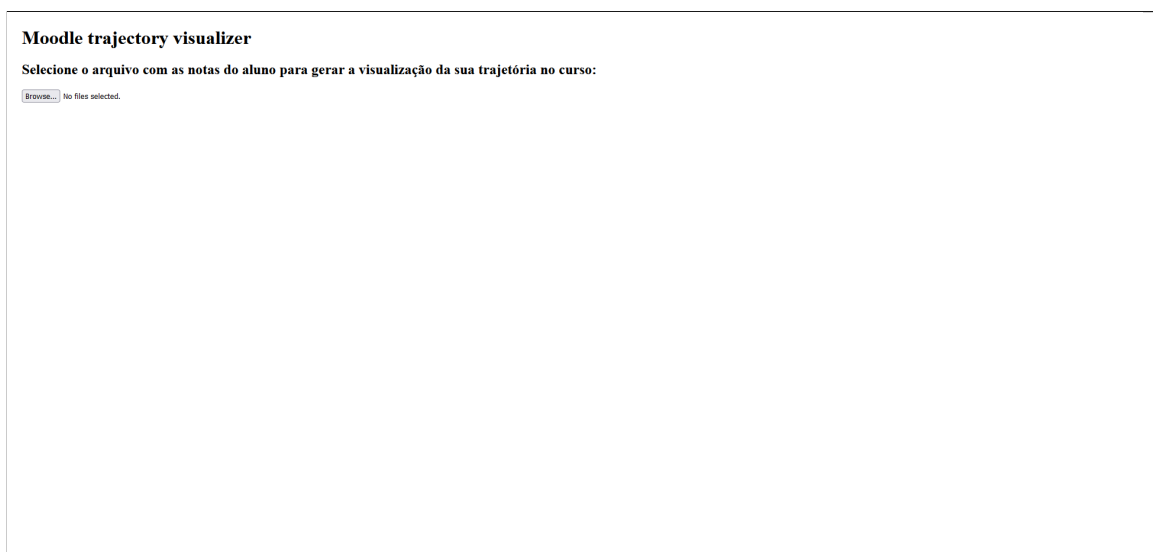 Moodle trajectory visualizer
Selecione o arquivo com as notas do aluno para gerar a visualização da sua trajetória no curso:
Browse... No files selected.